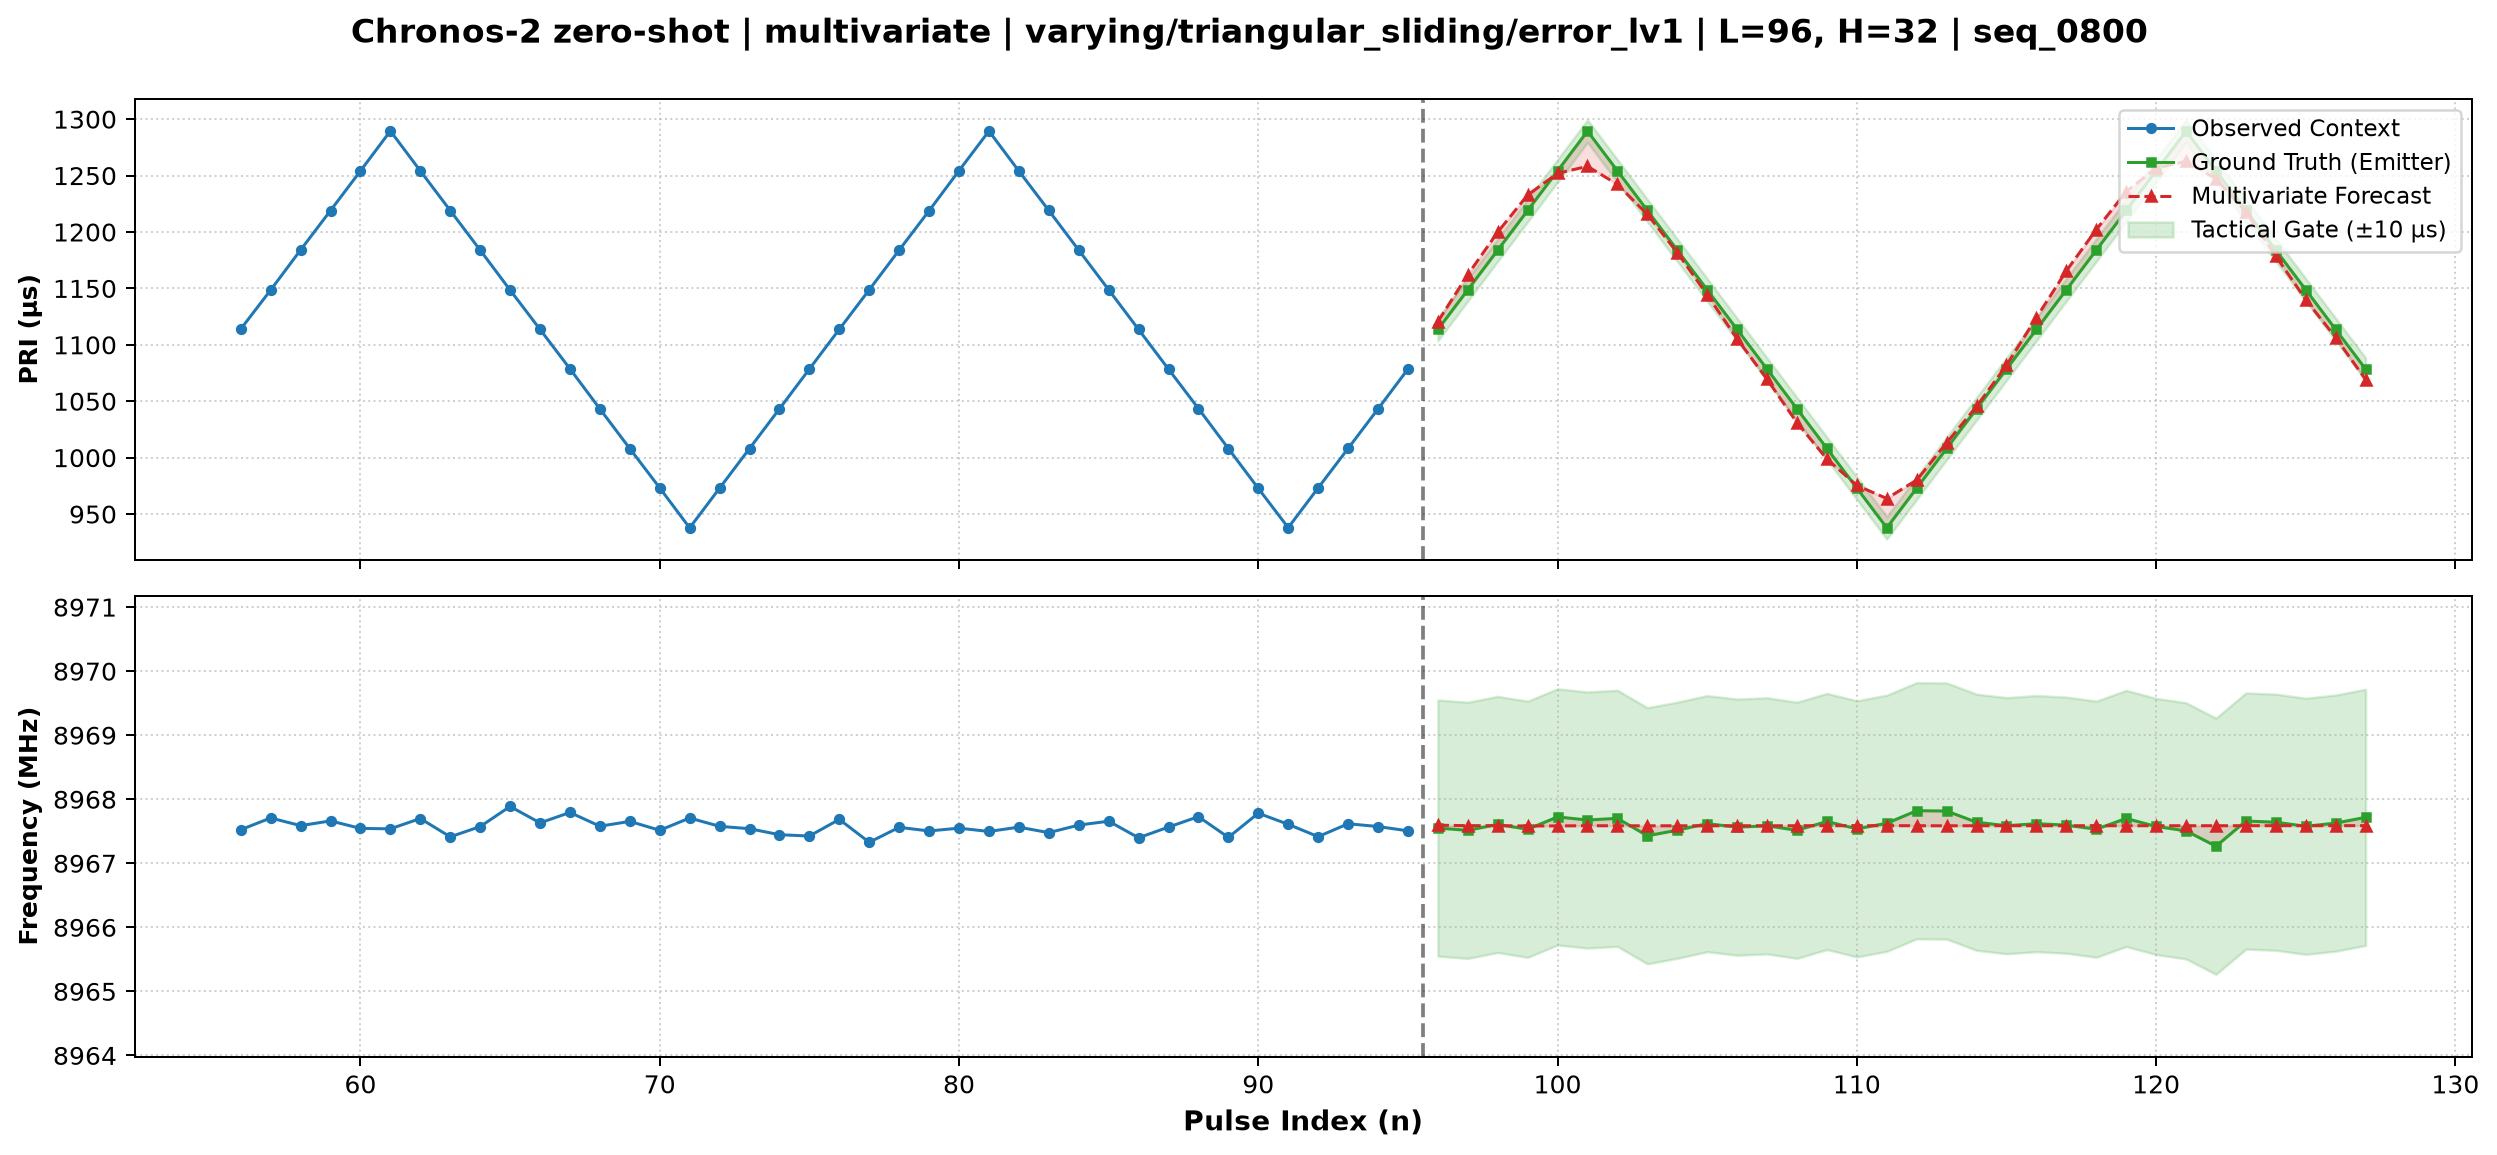 Chronos-2 zero-shot | multivariate | varying/triangular_sliding/error_lv1 | L=96, H=32 | seq_0800
1300
1250
1200
1150
1100
1050
1000
950
PRI (µs)
Observed Context
Ground Truth (Emitter)
Multivariate Forecast
Tactical Gate (±10 µs)
8971
8970
8969
8968
8967
8966
8965
8964
Frequency (MHz)
60 70 80 90 100 110 120 130
Pulse Index (n)